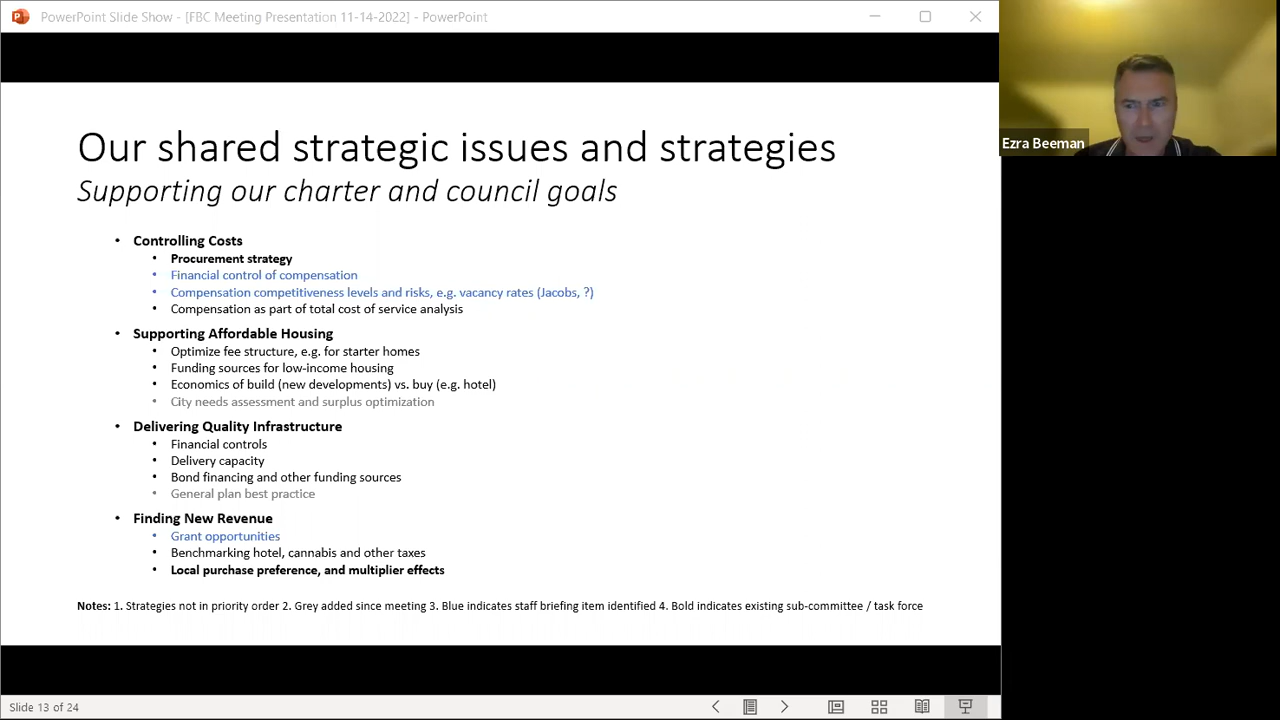 PowerPoint Slide Show - [FBC Meeting Presentation 11-14-2022] - PowerPoint
Ezra Beeman
Our shared strategic issues and strategies
Supporting our charter and council goals
• Controlling Costs
• Procurement strategy
• Financial control of compensation
• Compensation competitiveness levels and risks, e.g. vacancy rates (Jacobs, ?)
• Compensation as part of total cost of service analysis
• Supporting Affordable Housing
• Optimize fee structure, e.g. for starter homes
• Funding sources for low-income housing
• Economics of build (new developments) vs. buy (e.g. hotel)
• City needs assessment and surplus optimization
• Delivering Quality Infrastructure
• Financial controls
• Delivery capacity
• Bond financing and other funding sources
• General plan best practice
• Finding New Revenue
• Grant opportunities
• Benchmarking hotel, cannabis and other taxes
• Local purchase preference, and multiplier effects
Notes: 1. Strategies not in priority order 2. Grey added since meeting 3. Blue indicates staff briefing item identified 4. Bold indicates existing sub-committee / task force
Slide 13 of 24